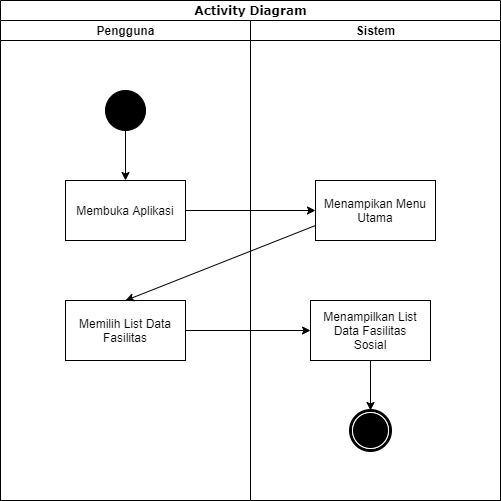 Activity Diagram
Pengguna
Sistem
Membuka Aplikasi
Menampikan Menu
Utama
Memilih List Data
Fasilitas
Menampilkan List
Data Fasilitas
Sosial